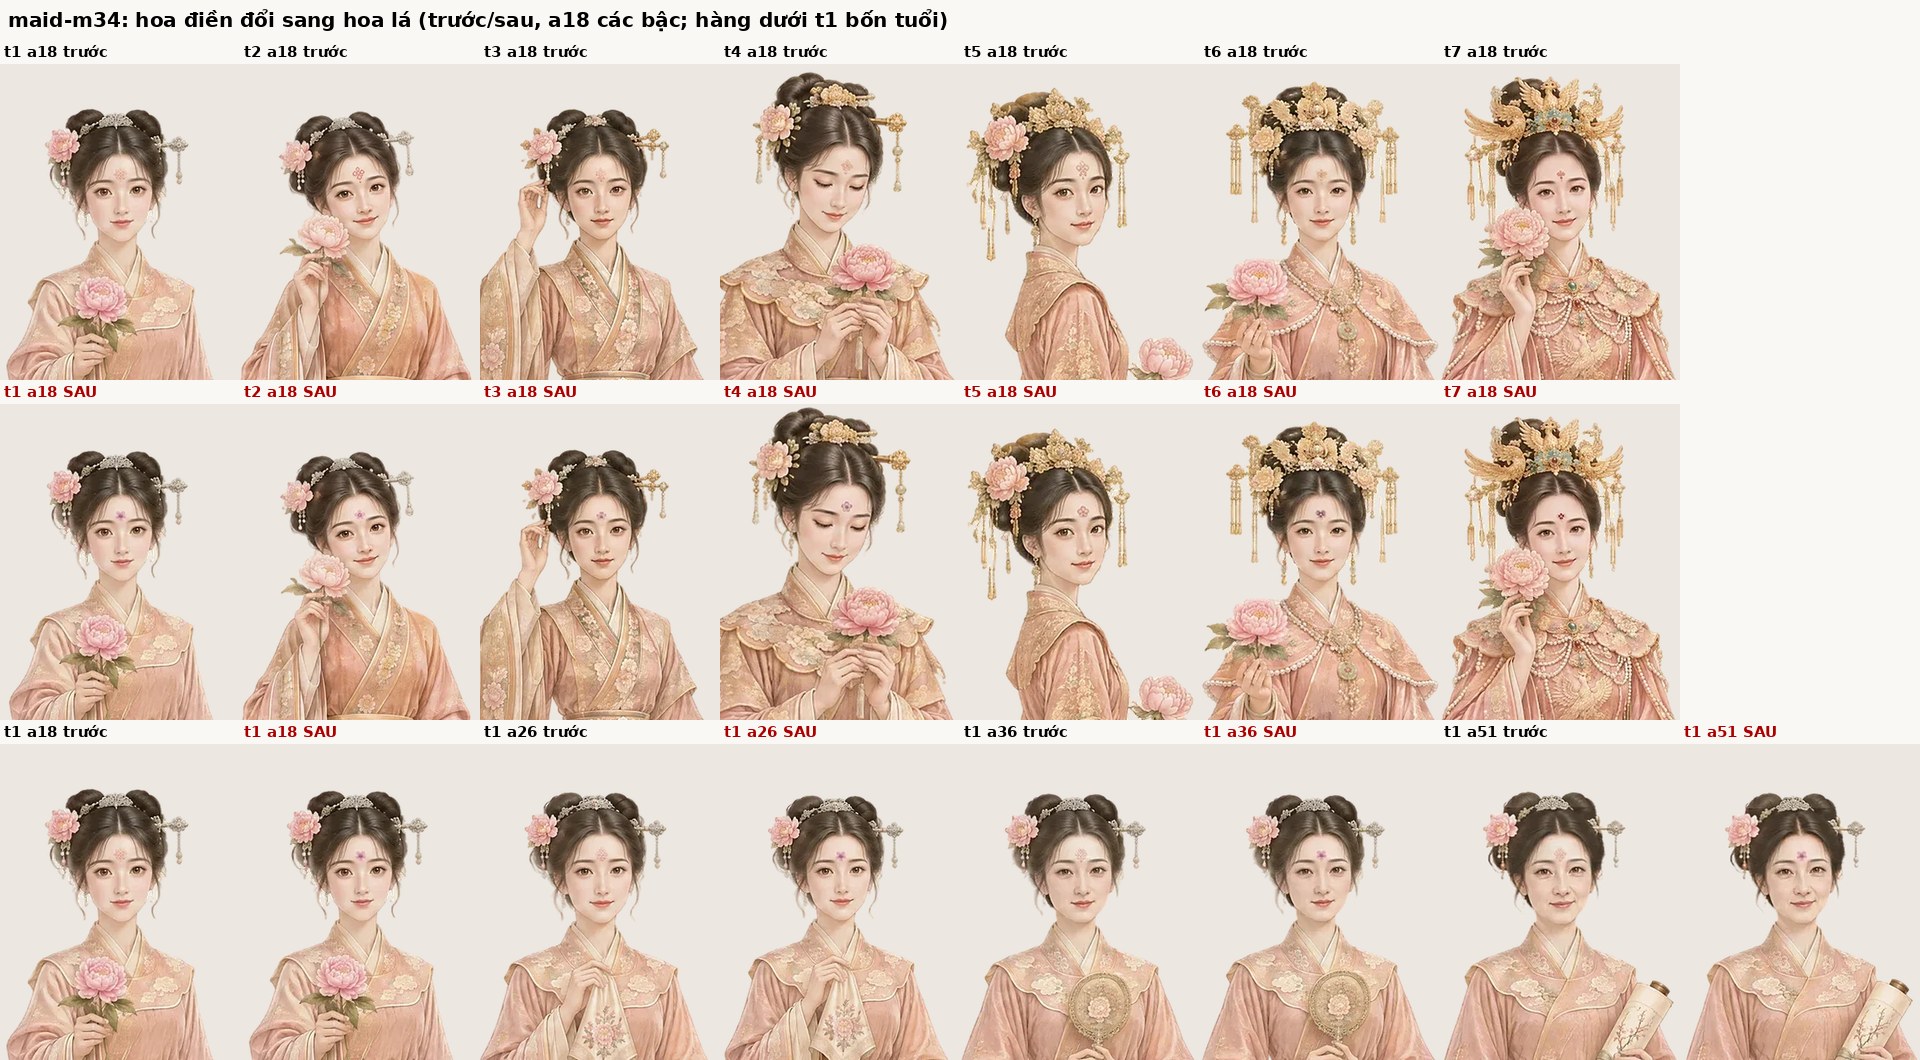 maid-m34: hoa điền đổi sang hoa lá (trước/sau, a18 các bậc; hàng dưới t1 bốn tuổi)
t1 a18 trước
t2 a18 trước
t3 a18 trước
t4 a18 trước
t5 a18 trước
t6 a18 trước
t7 a18 trước
t1 a18 SAU
t2 a18 SAU
t3 a18 SAU
t4 a18 SAU
t5 a18 SAU
t6 a18 SAU
t7 a18 SAU
t1 a18 trước
t1 a18 SAU
t1 a26 trước
t1 a26 SAU
t1 a36 trước
t1 a36 SAU
t1 a51 trước
t1 a51 SAU